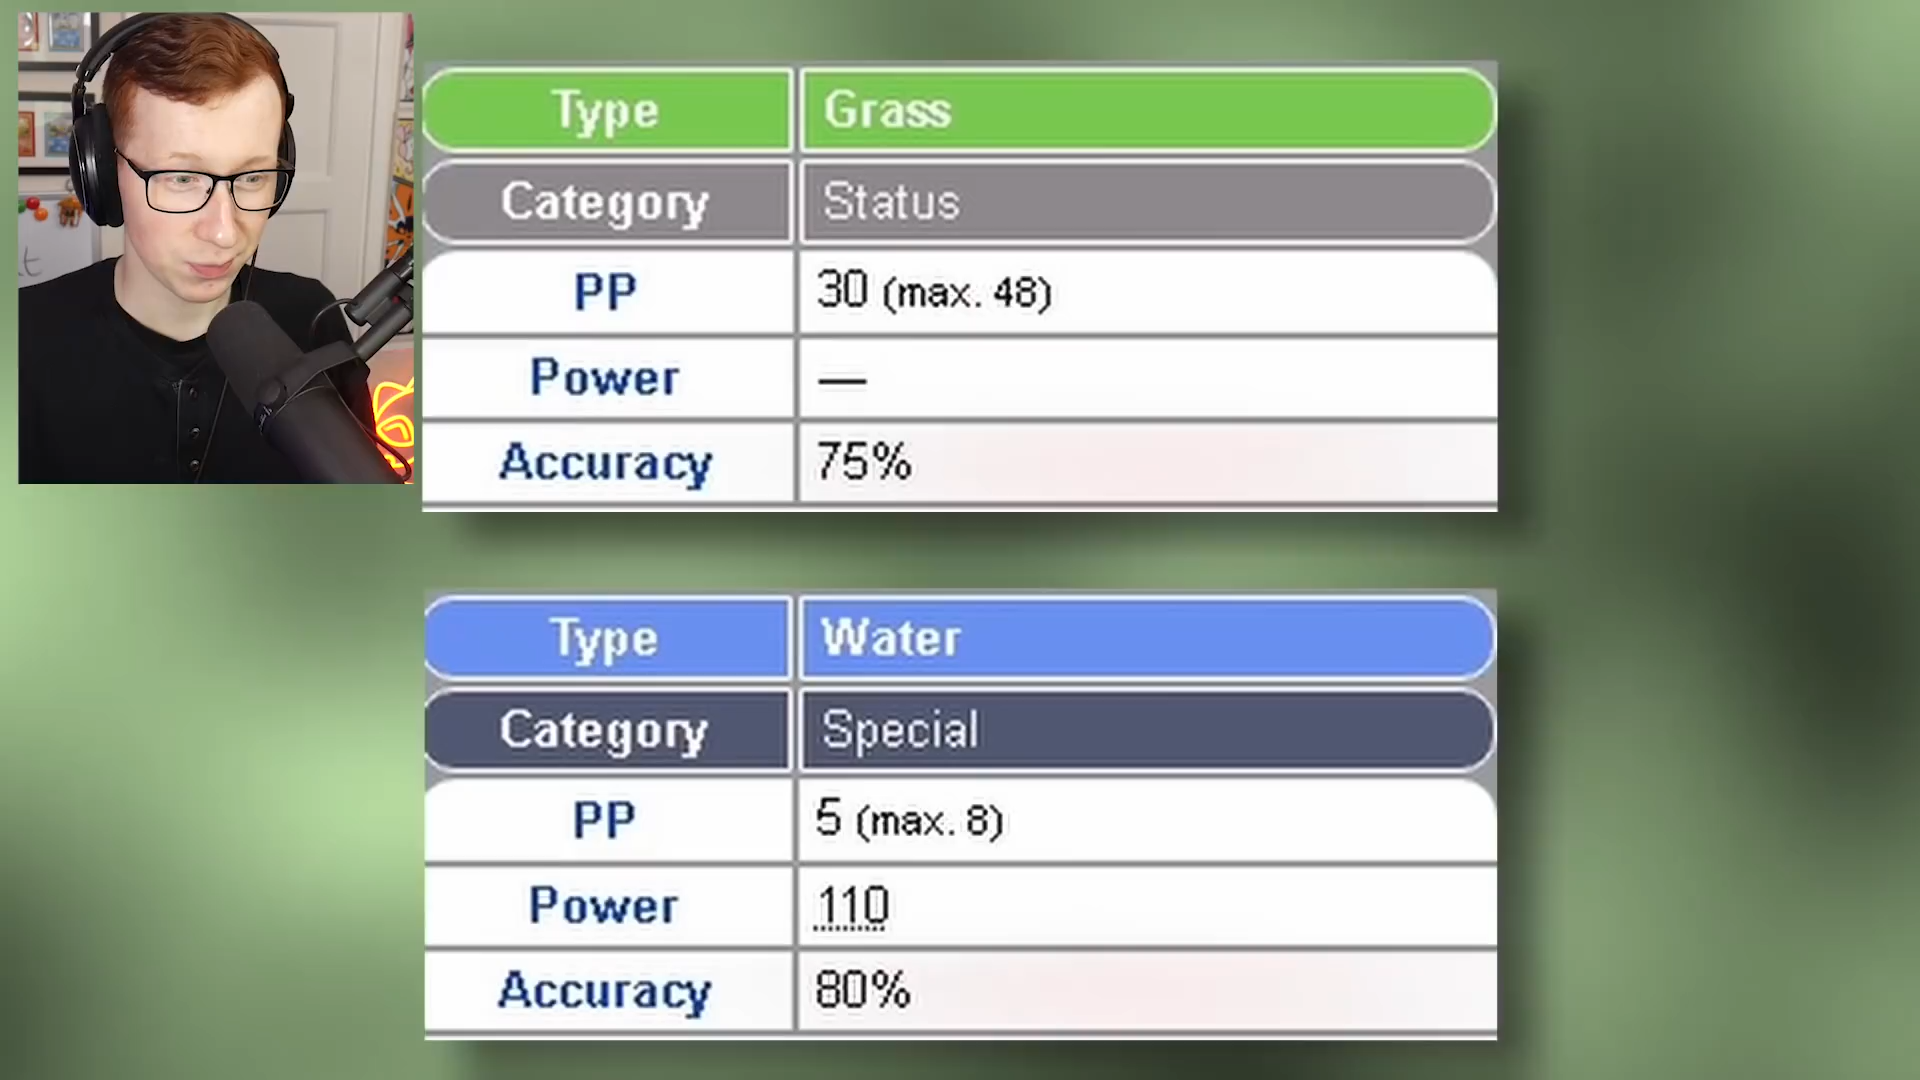 Type Grass
Category Status
PP 30 (max. 48)
Power —
Accuracy 75%
Type Water
Category Special
PP 5 (max. 8)
Power 110
Accuracy 80%